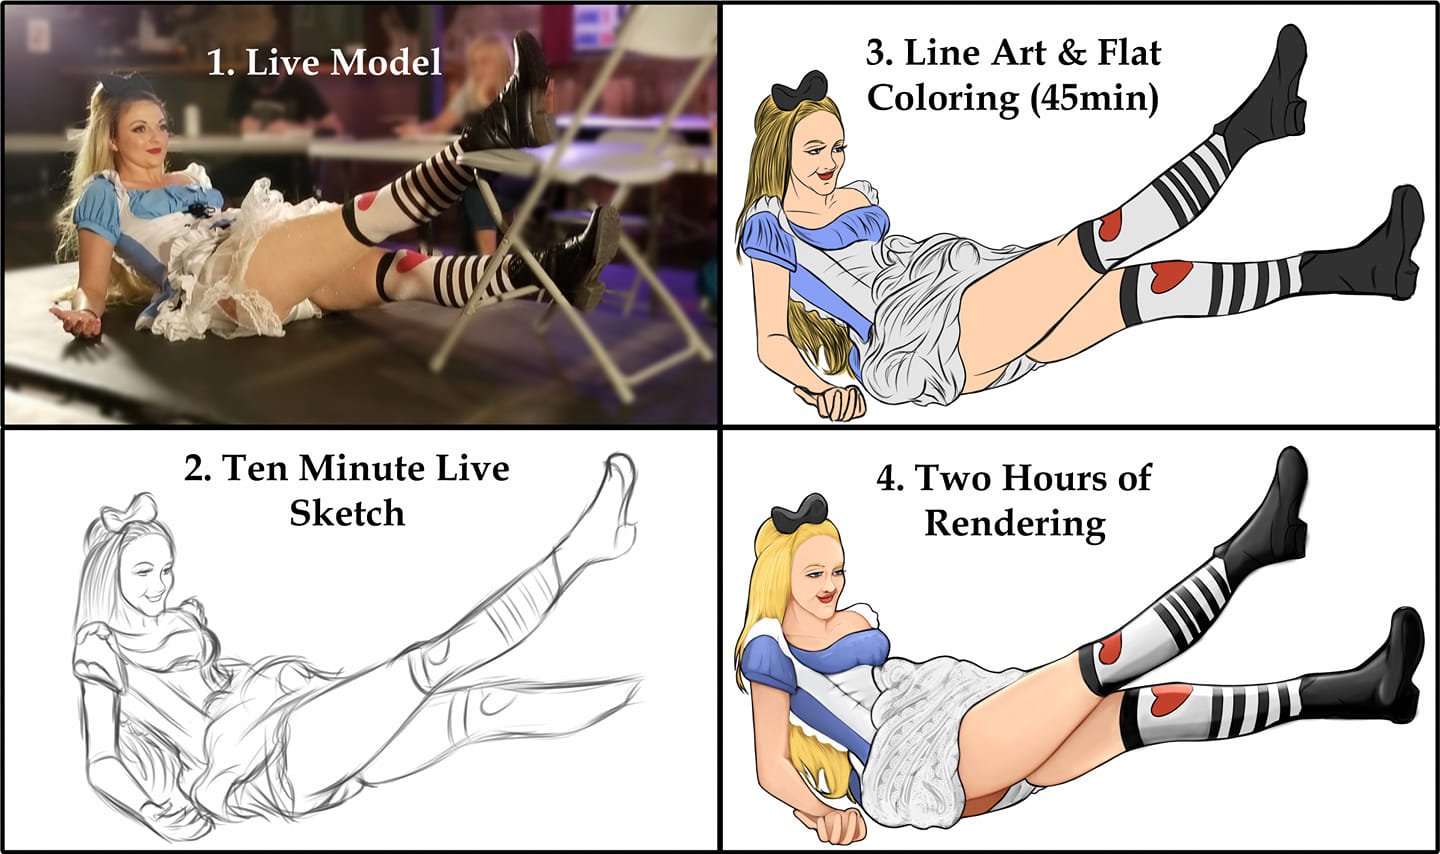 1. Live Model
3. Line Art & Flat
Coloring (45min)
2. Ten Minute Live
Sketch
4. Two Hours of
Rendering